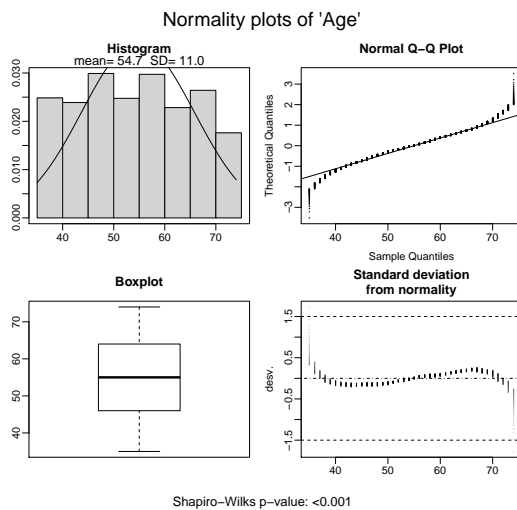 Normality plots of 'Age'
Histogram
mean= 54.7 SD= 11.0
0.000 0.010 0.020 0.030
40 50 60 70
Normal Q−Q Plot
Theoretical Quantiles
−3 −1 0 1 2 3
40 50 60 70
Sample Quantiles
Boxplot
40 50 60 70
Standard deviation
from normality
desv.
−1.5 −0.5 0.5 1.5
40 50 60 70
Shapiro−Wilks p−value: <0.001